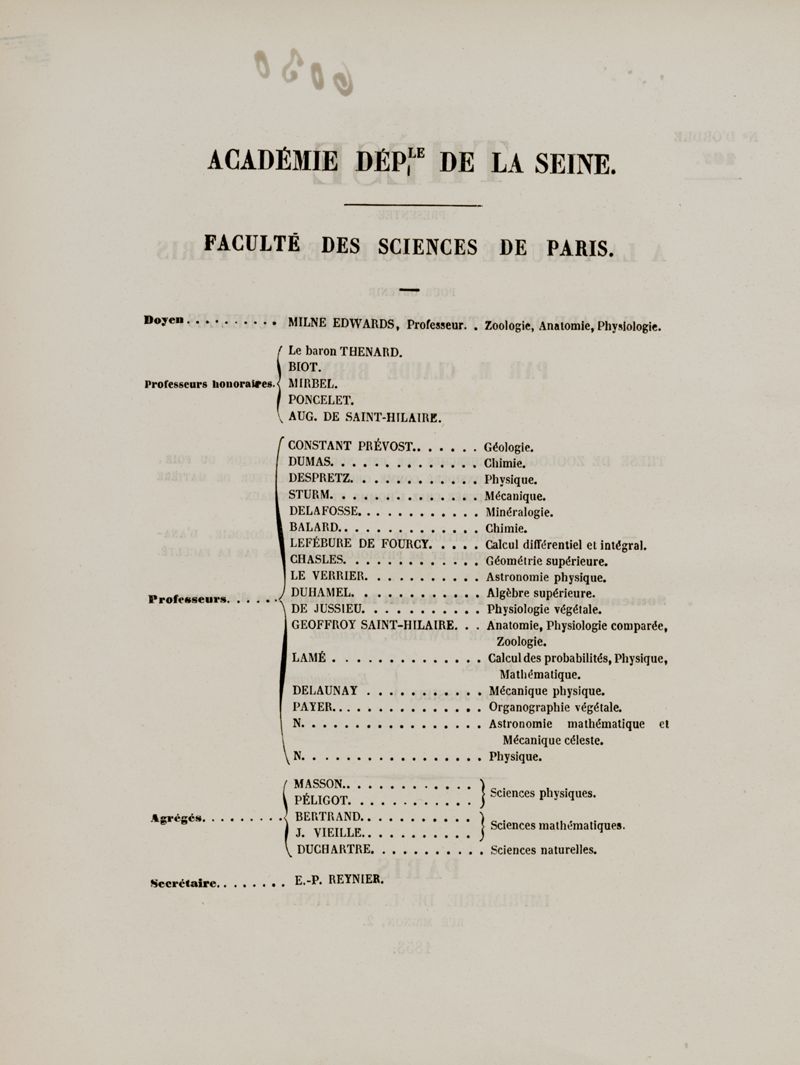 ACADÉMIE DÉP<sup>LE</sup> DE LA SEINE.
FACULTÉ DES SCIENCES DE PARIS.
Doyen.......... MILNE EDWARDS, Professeur. . Zoologie, Anatomie, Physiologie.
Le baron THENARD.
BIOT.
Professeurs honoraires. MIRBEL.
PONCELET.
AUG. DE SAINT-HILAIRE.
CONSTANT PRÉVOST....... Géologie.
DUMAS.............. Chimie.
DESPRETZ............ Physique.
STURM.............. Mécanique.
DELAFOSSE........... Minéralogie.
BALARD............. Chimie.
LEFÉBURE DE FOURCY..... Calcul différentiel et intégral.
CHASLES............. Géométrie supérieure.
LE VERRIER........... Astronomie physique.
DUHAMEL............ Algèbre supérieure.
Professeurs......
DE JUSSIEU........... Physiologie végétale.
GEOFFROY SAINT-HILAIRE... Anatomie, Physiologie comparée,
Zoologie.
LAMÉ.............. Calcul des probabilités, Physique,
Mathématique.
DELAUNAY........... Mécanique physique.
PAYER.............. Organographie végétale.
N................. Astronomie mathématique et
Mécanique céleste.
N................. Physique.
MASSON............. Sciences physiques.
PÉLIGOT............
Agrégés......... BERTRAND........... Sciences mathématiques.
J. VIEILLE...........
DUCHARTRE........... Sciences naturelles.
Secrétaire........ E.-P. REYNIER.